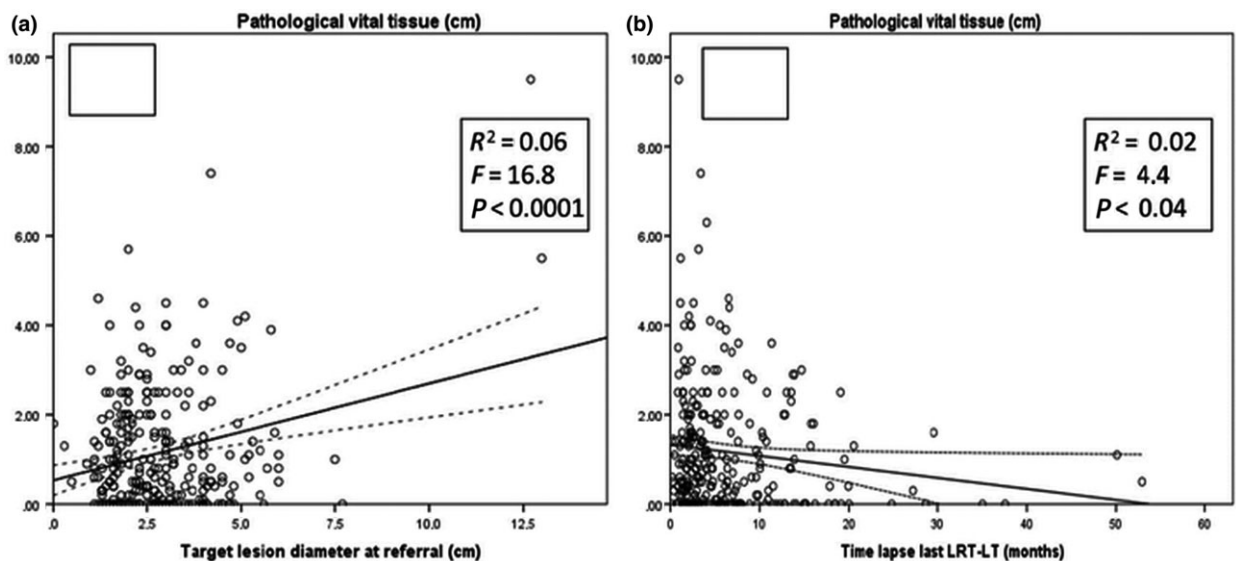 (a)
Pathological vital tissue (cm)
10.00
8.00
6.00
4.00
2.00
.00
R² = 0.06
F = 16.8
P < 0.0001
.0 2.5 5.0 7.5 10.0 12.5
Target lesion diameter at referral (cm)
(b)
Pathological vital tissue (cm)
10.00
8.00
6.00
4.00
2.00
.00
R² = 0.02
F = 4.4
P < 0.04
0 10 20 30 40 50 60
Time lapse last LRT-LT (months)